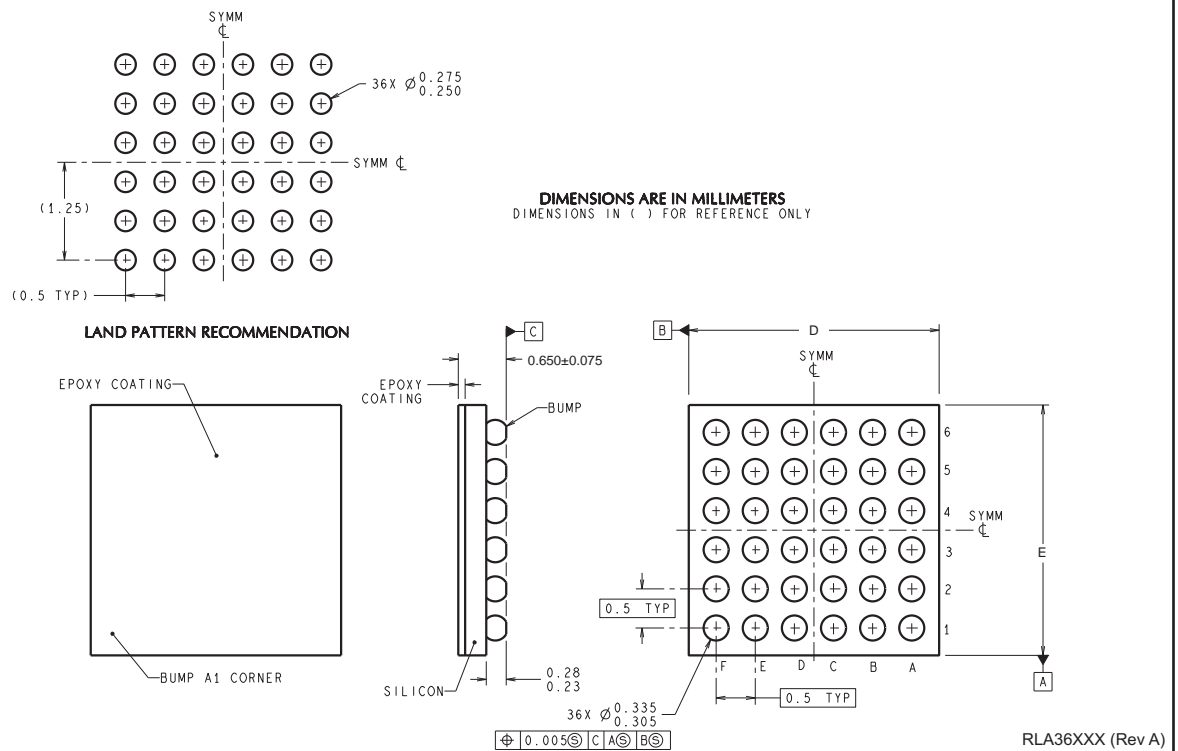 SYMM
℄
36X ⌀ 0.275
0.250
SYMM ℄
(1.25)
(0.5 TYP)
DIMENSIONS ARE IN MILLIMETERS
DIMENSIONS IN ( ) FOR REFERENCE ONLY
LAND PATTERN RECOMMENDATION
EPOXY COATING
BUMP A1 CORNER
C
0.650±0.075
EPOXY
COATING
BUMP
SILICON
0.28
0.23
B
D
SYMM
℄
6
5
4
3
2
1
SYMM
℄
E
0.5 TYP
F E D C B A
A
0.5 TYP
36X ⌀ 0.335
0.305
⌖ 0.005Ⓢ C AⓈ BⓈ
RLA36XXX (Rev A)